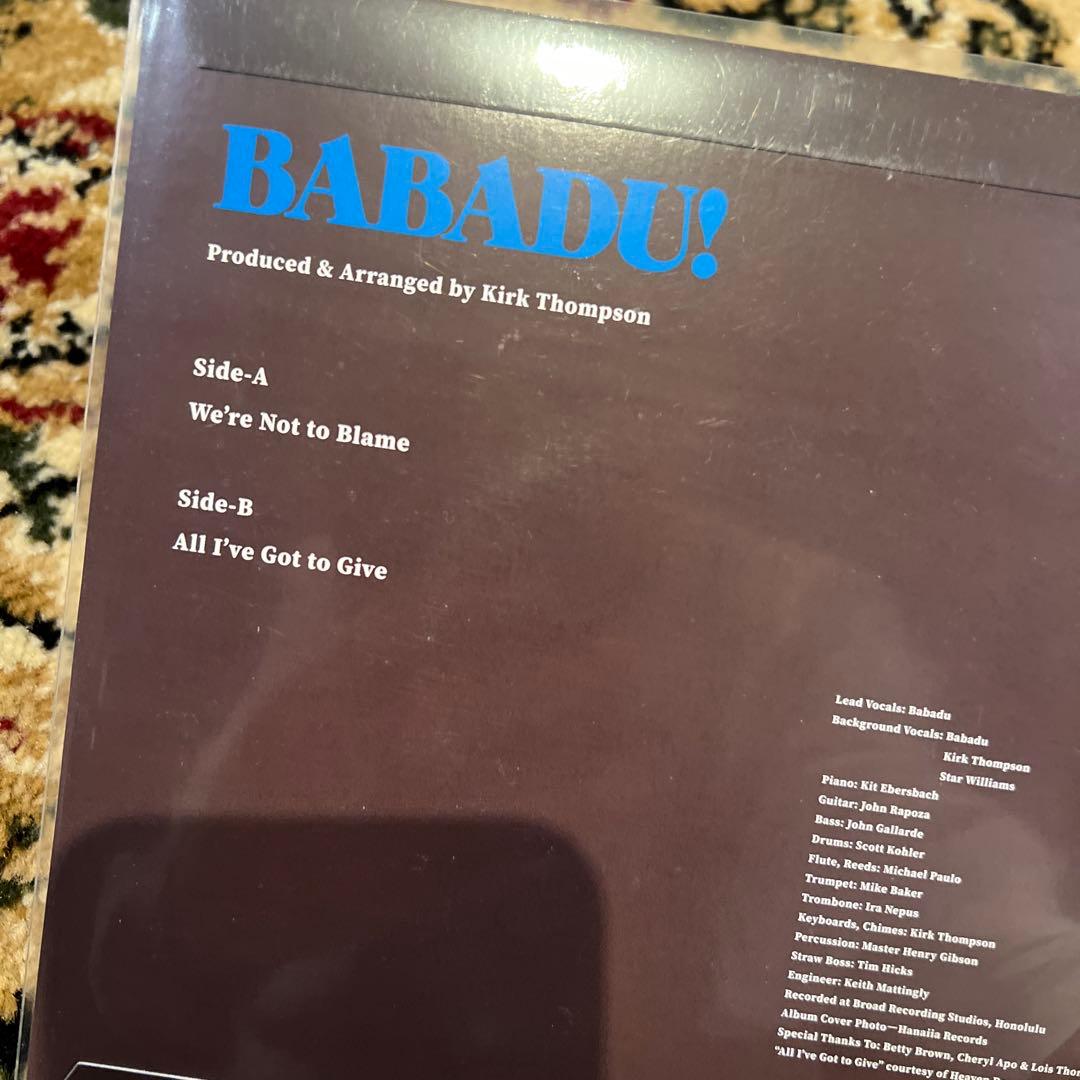 BABADU!
Produced & Arranged by Kirk Thompson
Side-A
We're Not to Blame
Side-B
All I've Got to Give
Lead Vocals: Babadu
Background Vocals: Babadu
Kirk Thompson
Star Williams
Piano: Kit Ebersbach
Guitar: John Rapoza
Bass: John Gallarde
Drums: Scott Kohler
Flute, Reeds: Michael Paulo
Trumpet: Mike Baker
Trombone: Ira Nepus
Keyboards, Chimes: Kirk Thompson
Percussion: Master Henry Gibson
Straw Boss: Tim Hicks
Engineer: Keith Mattingly
Recorded at Broad Recording Studios, Honolulu
Album Cover Photo—Hanaiia Records
Special Thanks To: Betty Brown, Cheryl Apo & Lois
"All I've Got to Give" courtesy of